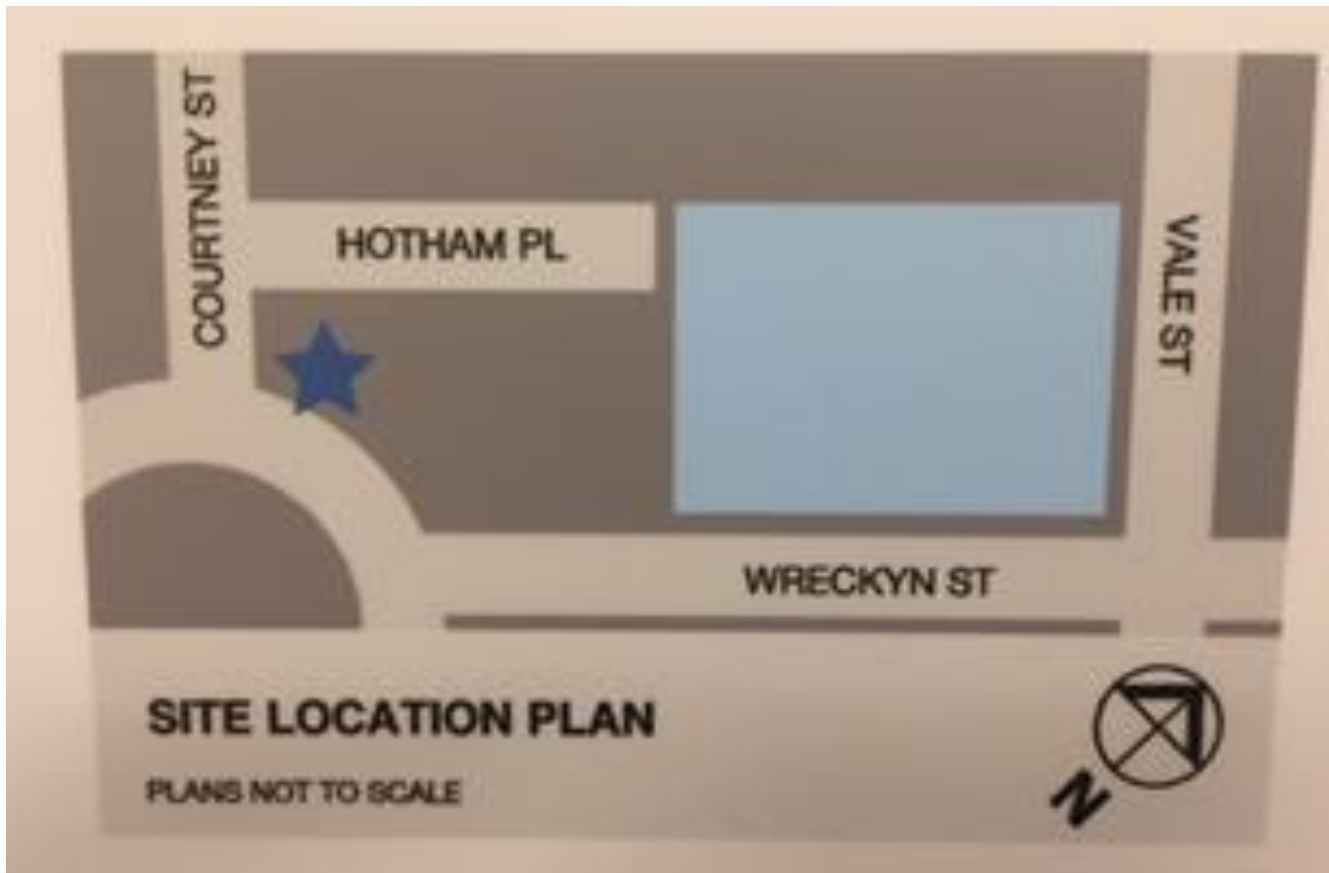 COURTNEY ST
HOTHAM PL
VALE ST
WRECKYN ST
SITE LOCATION PLAN
PLANS NOT TO SCALE
N